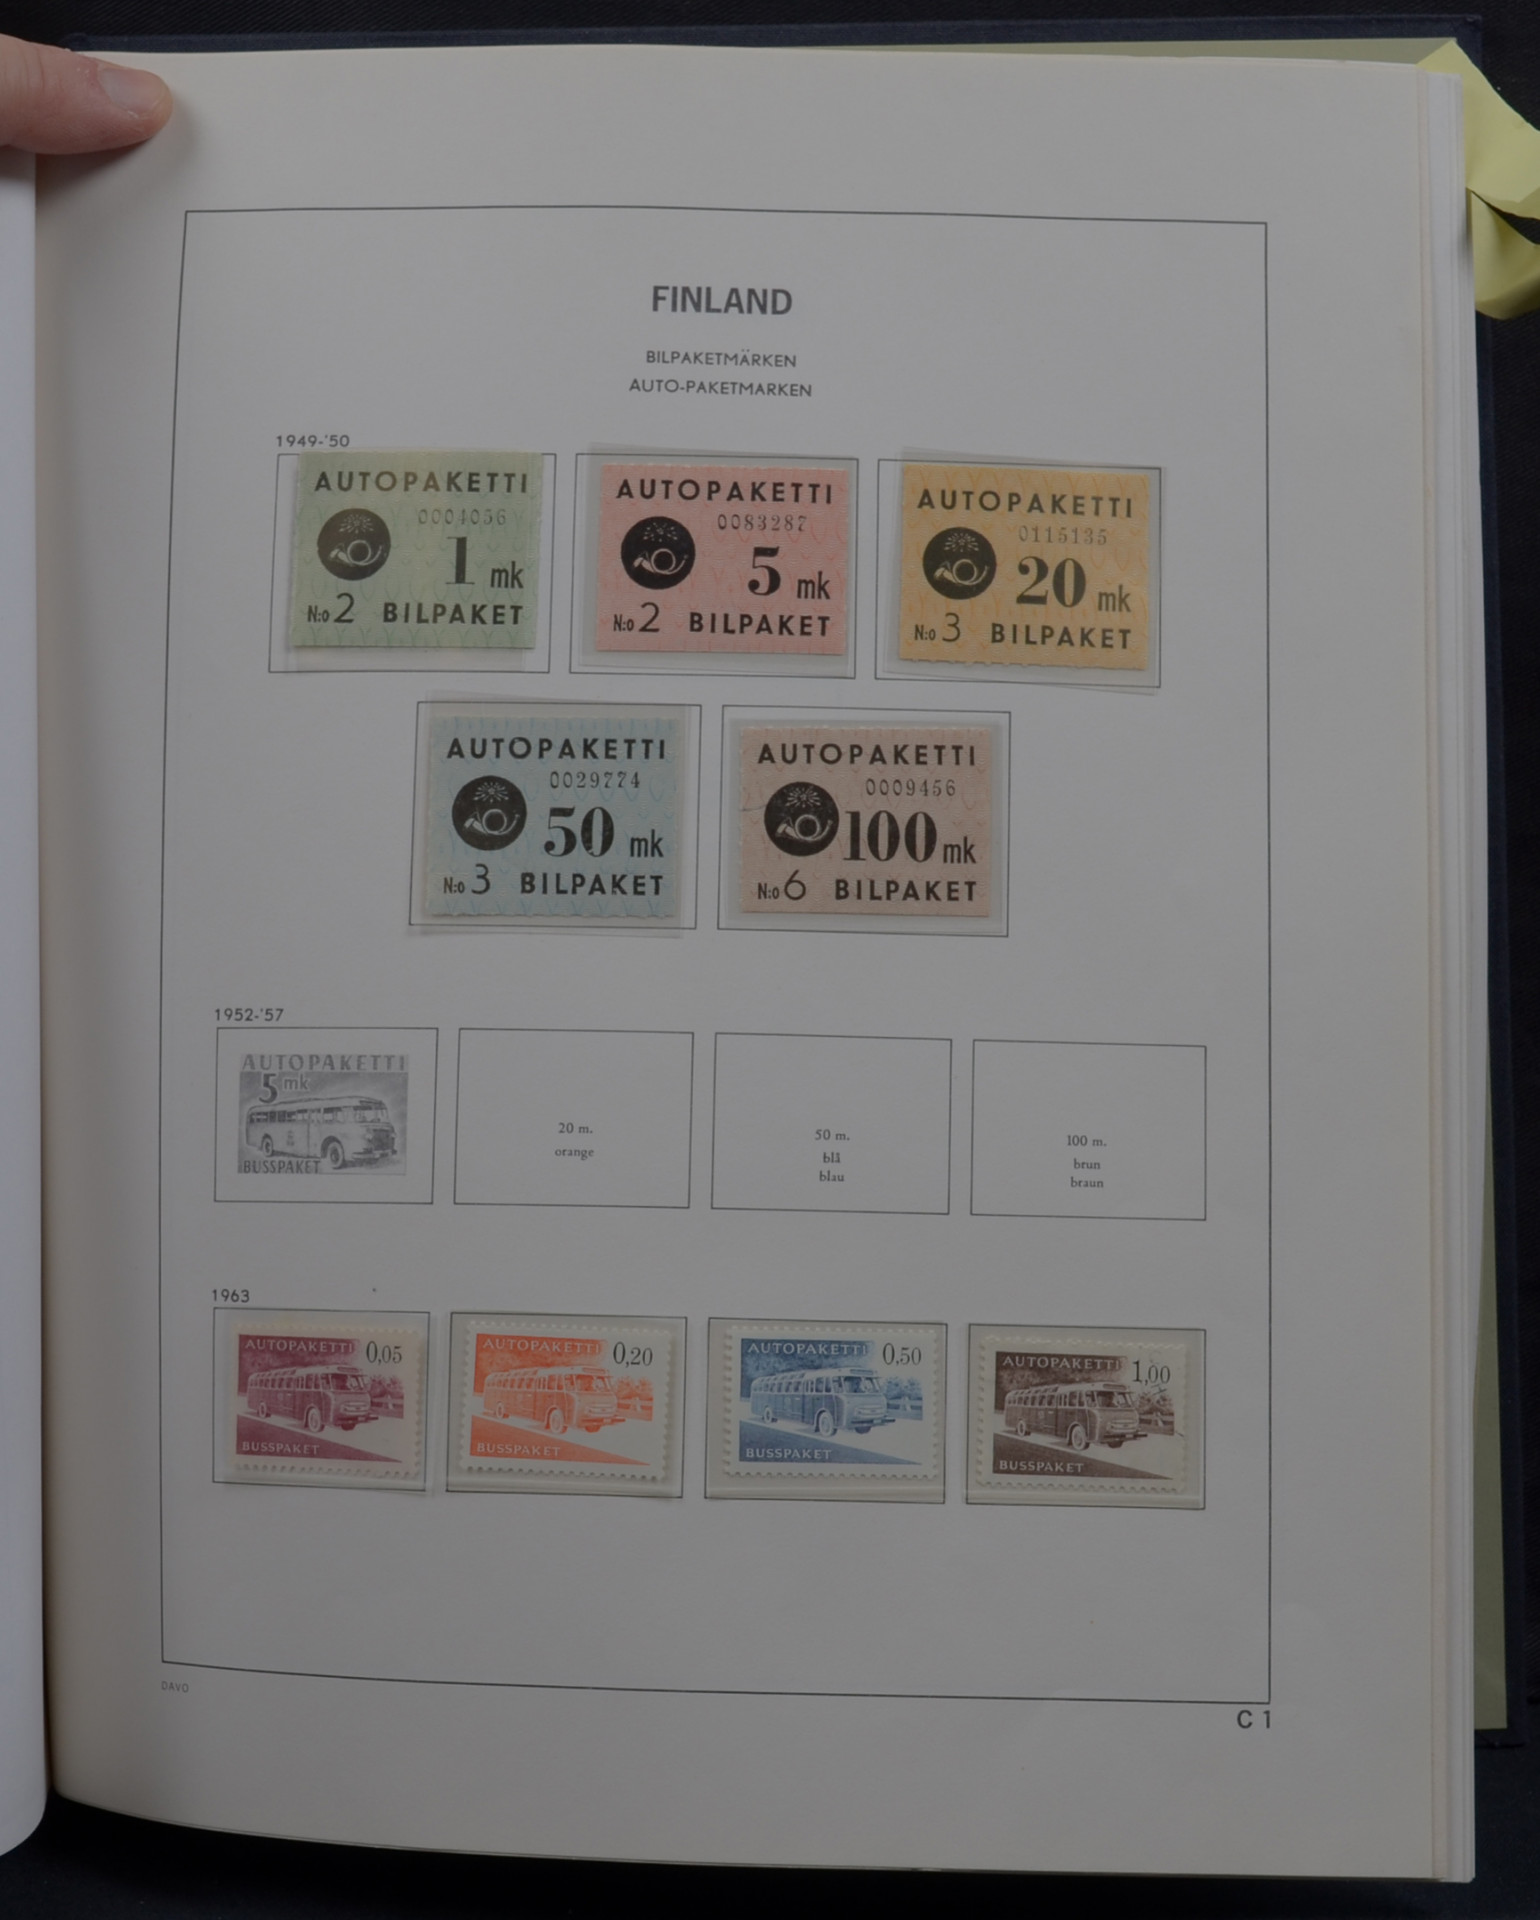 FINLAND
BILPAKETMÄRKEN
AUTO-PAKETMARKEN
1949-'50
AUTOPAKETTI
0004056
1 mk
N:o 2 BILPAKET
AUTOPAKETTI
0083287
5 mk
N:o 2 BILPAKET
AUTOPAKETTI
0115135
20 mk
N:o 3 BILPAKET
AUTOPAKETTI
0029774
50 mk
N:o 3 BILPAKET
AUTOPAKETTI
0009456
100 mk
N:o 6 BILPAKET
1952-'57
AUTOPAKETTI
5 mk
BUSSPAKET
20 m.
orange
50 m.
blå
blau
100 m.
brun
braun
1963
AUTOPAKETTI 0,05
BUSSPAKET
AUTOPAKETTI 0,20
BUSSPAKET
AUTOPAKETTI 0,50
BUSSPAKET
AUTOPAKETTI 1,00
BUSSPAKET
DAVO
C 1